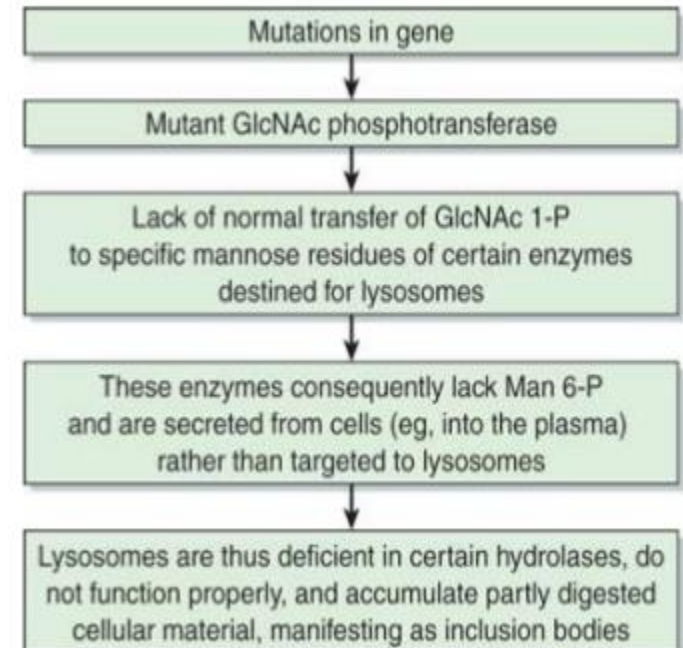 Mutations in gene
Mutant GlcNAc phosphotransferase
Lack of normal transfer of GlcNAc 1-P
to specific mannose residues of certain enzymes
destined for lysosomes
These enzymes consequently lack Man 6-P
and are secreted from cells (eg, into the plasma)
rather than targeted to lysosomes
Lysosomes are thus deficient in certain hydrolases, do
not function properly, and accumulate partly digested
cellular material, manifesting as inclusion bodies